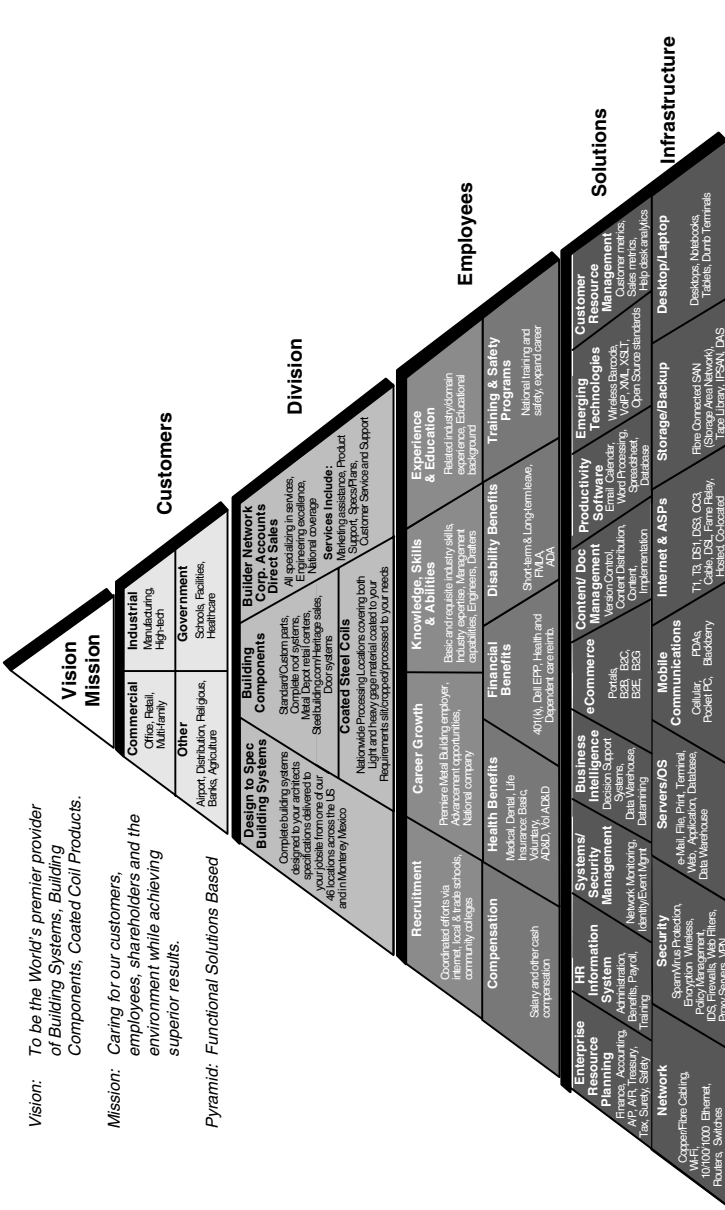 Vision: To be the World's premier provider
of Building Systems, Building
Components, Coated Coil Products.
Mission: Caring for our customers,
employees, shareholders and the
environment while achieving
superior results.
Pyramid: Functional Solutions Based
Vision
Mission
Customers
Commercial
Office, Retail,
Multi-family
Industrial
Manufacturing,
High-tech
Other
Airport, Distribution, Religious,
Banks, Agriculture
Government
Schools, Facilities,
Healthcare
Division
Design to Spec
Building Systems
Complete building systems
designed to your architects
specifications delivered to
your jobsite from one of our
46 locations across the US
and in Monterey Mexico
Building
Components
Standard/Custom parts,
Complete roof systems,
Metal Depot retail centers,
Steelbuilding.com/Heritage sales,
Door systems
Coated Steel Coils
Nationwide Processing Locations covering both
Light and heavy gage material coated to your
Requirements slit/cropped/processed to your needs
Builder Network
Corp. Accounts
Direct Sales
All specializing in services,
Engineering excellence,
National coverage
Services Include:
Marketing assistance, Product
Support, Specs/Plans,
Customer Service and Support
Employees
Recruitment
Coordinated efforts via
internet, local & trade schools,
community colleges
Career Growth
Premiere Metal Building employer,
Advancement opportunities,
National company
Knowledge, Skills
& Abilities
Basic and requisite industry skills,
Industry expertise, Management
capabilities, Engineers, Drafters
Experience
& Education
Related industry/domain
experience, Educational
background
Compensation
Salary and other cash
compensation
Health Benefits
Medical, Dental, Life
Insurance: Basic,
Voluntary,
AD&D, Vol AD&D
Financial
Benefits
401(k), Dell EPP, Health and
Dependent care reimb.
Disability Benefits
Short-term & Long-term leave,
FMLA,
ADA
Training & Safety
Programs
National training and
safety, expand career
Solutions
Enterprise
Resource
Planning
Finance, Accounting,
A/P, A/R, Treasury,
Tax, Surety, Safety
HR
Information
System
Administration,
Benefits, Payroll,
Training
Systems/
Security
Management
Network Monitoring,
Identity/Event Mgmt
Business
Intelligence
Decision Support
Systems,
Data Warehouse,
Datamining
eCommerce
Portals,
B2B, B2C,
B2E, B2G
Content/ Doc
Management
Version Control,
Content Distribution,
Content,
Implementation
Productivity
Software
Email, Calendar,
Word Processing,
Spreadsheet,
Database
Emerging
Technologies
Wireless Barcode,
VoIP, XML, XSLT,
Open Source standards
Customer
Resource
Management
Customer metrics,
Sales metrics,
Help desk analytics
Infrastructure
Network
Copper/Fibre Cabling,
Wi-Fi,
10/100/1000 Ethernet,
Routers, Switches
Security
Spam/Virus Protection,
Encryption Wireless,
Policy Management,
IDS, Firewalls, Web Filters,
Proxy Servers, VPN
Servers/OS
e-Mail, File, Print, Terminal,
Web, Application, Database,
Data Warehouse
Mobile
Communications
Cellular, PDAs,
Pocket PC, Blackberry
Internet & ASPs
T1, T3, DS1, DS3, OC3,
Cable, DSL, Fame Relay,
Hosted, Co-located
Storage/Backup
Fibre Connected SAN
(Storage Area Network),
Tape Library, IPSAN, DAS
Desktop/Laptop
Desktops, Notebooks,
Tablets, Dumb Terminals